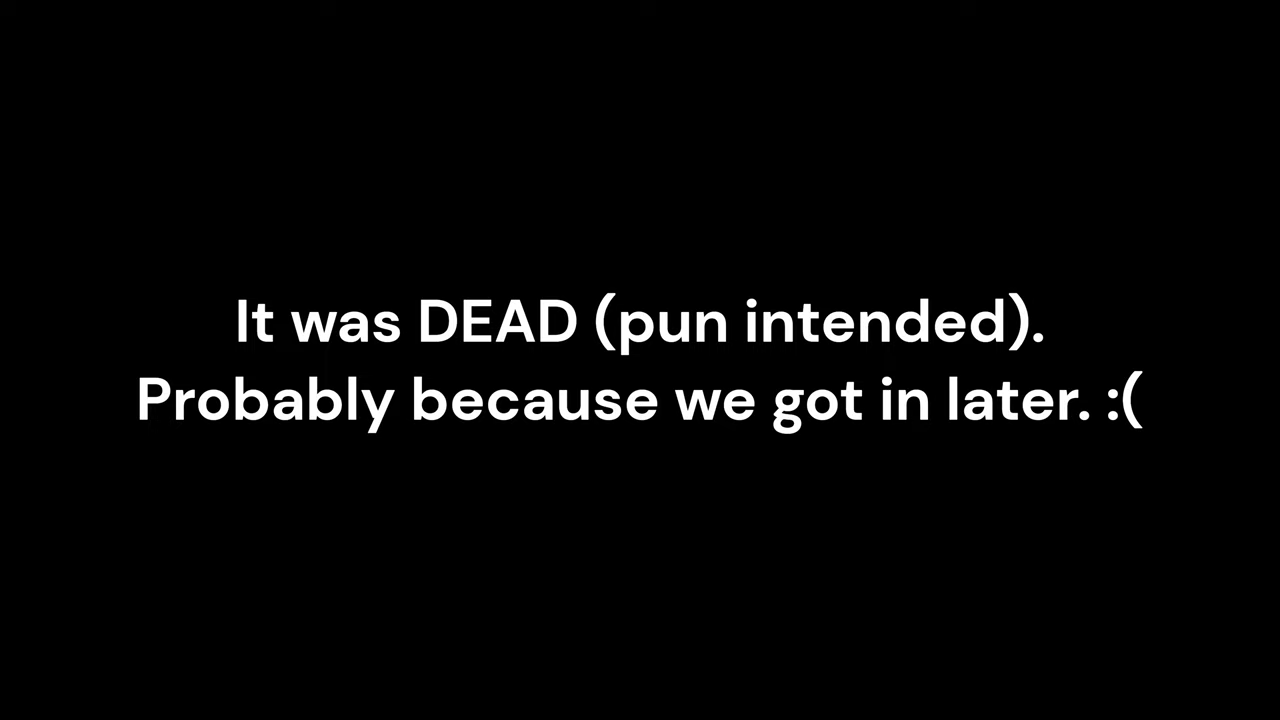 It was DEAD (pun intended).
Probably because we got in later. :(